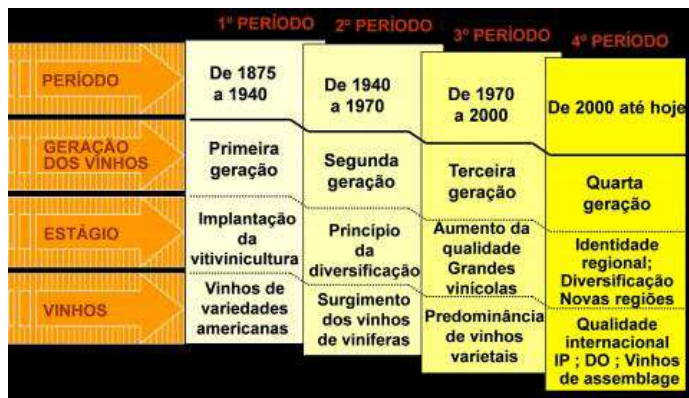 1º PERÍODO
2º PERÍODO
3º PERÍODO
4º PERÍODO
PERÍODO
De 1875
a 1940
De 1940
a 1970
De 1970
a 2000
De 2000 até hoje
GERAÇÃO
DOS VINHOS
Primeira
geração
Segunda
geração
Terceira
geração
Quarta
geração
ESTÁGIO
Implantação
da
vitivinicultura
Princípio
da
diversificação
Aumento da
qualidade
Grandes
vinícolas
Identidade
regional;
Diversificação
Novas regiões
VINHOS
Vinhos de
variedades
americanas
Surgimento
dos vinhos
de viníferas
Predominância
de vinhos
varietais
Qualidade
internacional
IP ; DO ; Vinhos
de assemblage